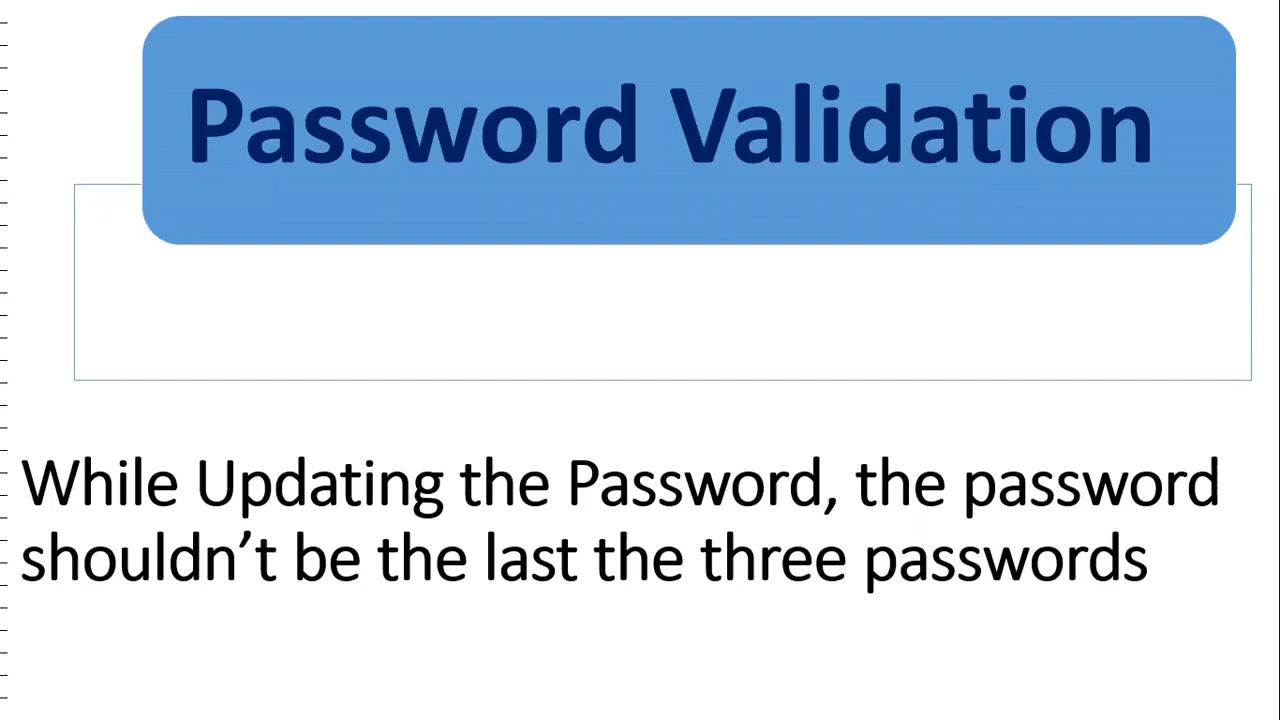 Password Validation
While Updating the Password, the password
shouldn’t be the last the three passwords